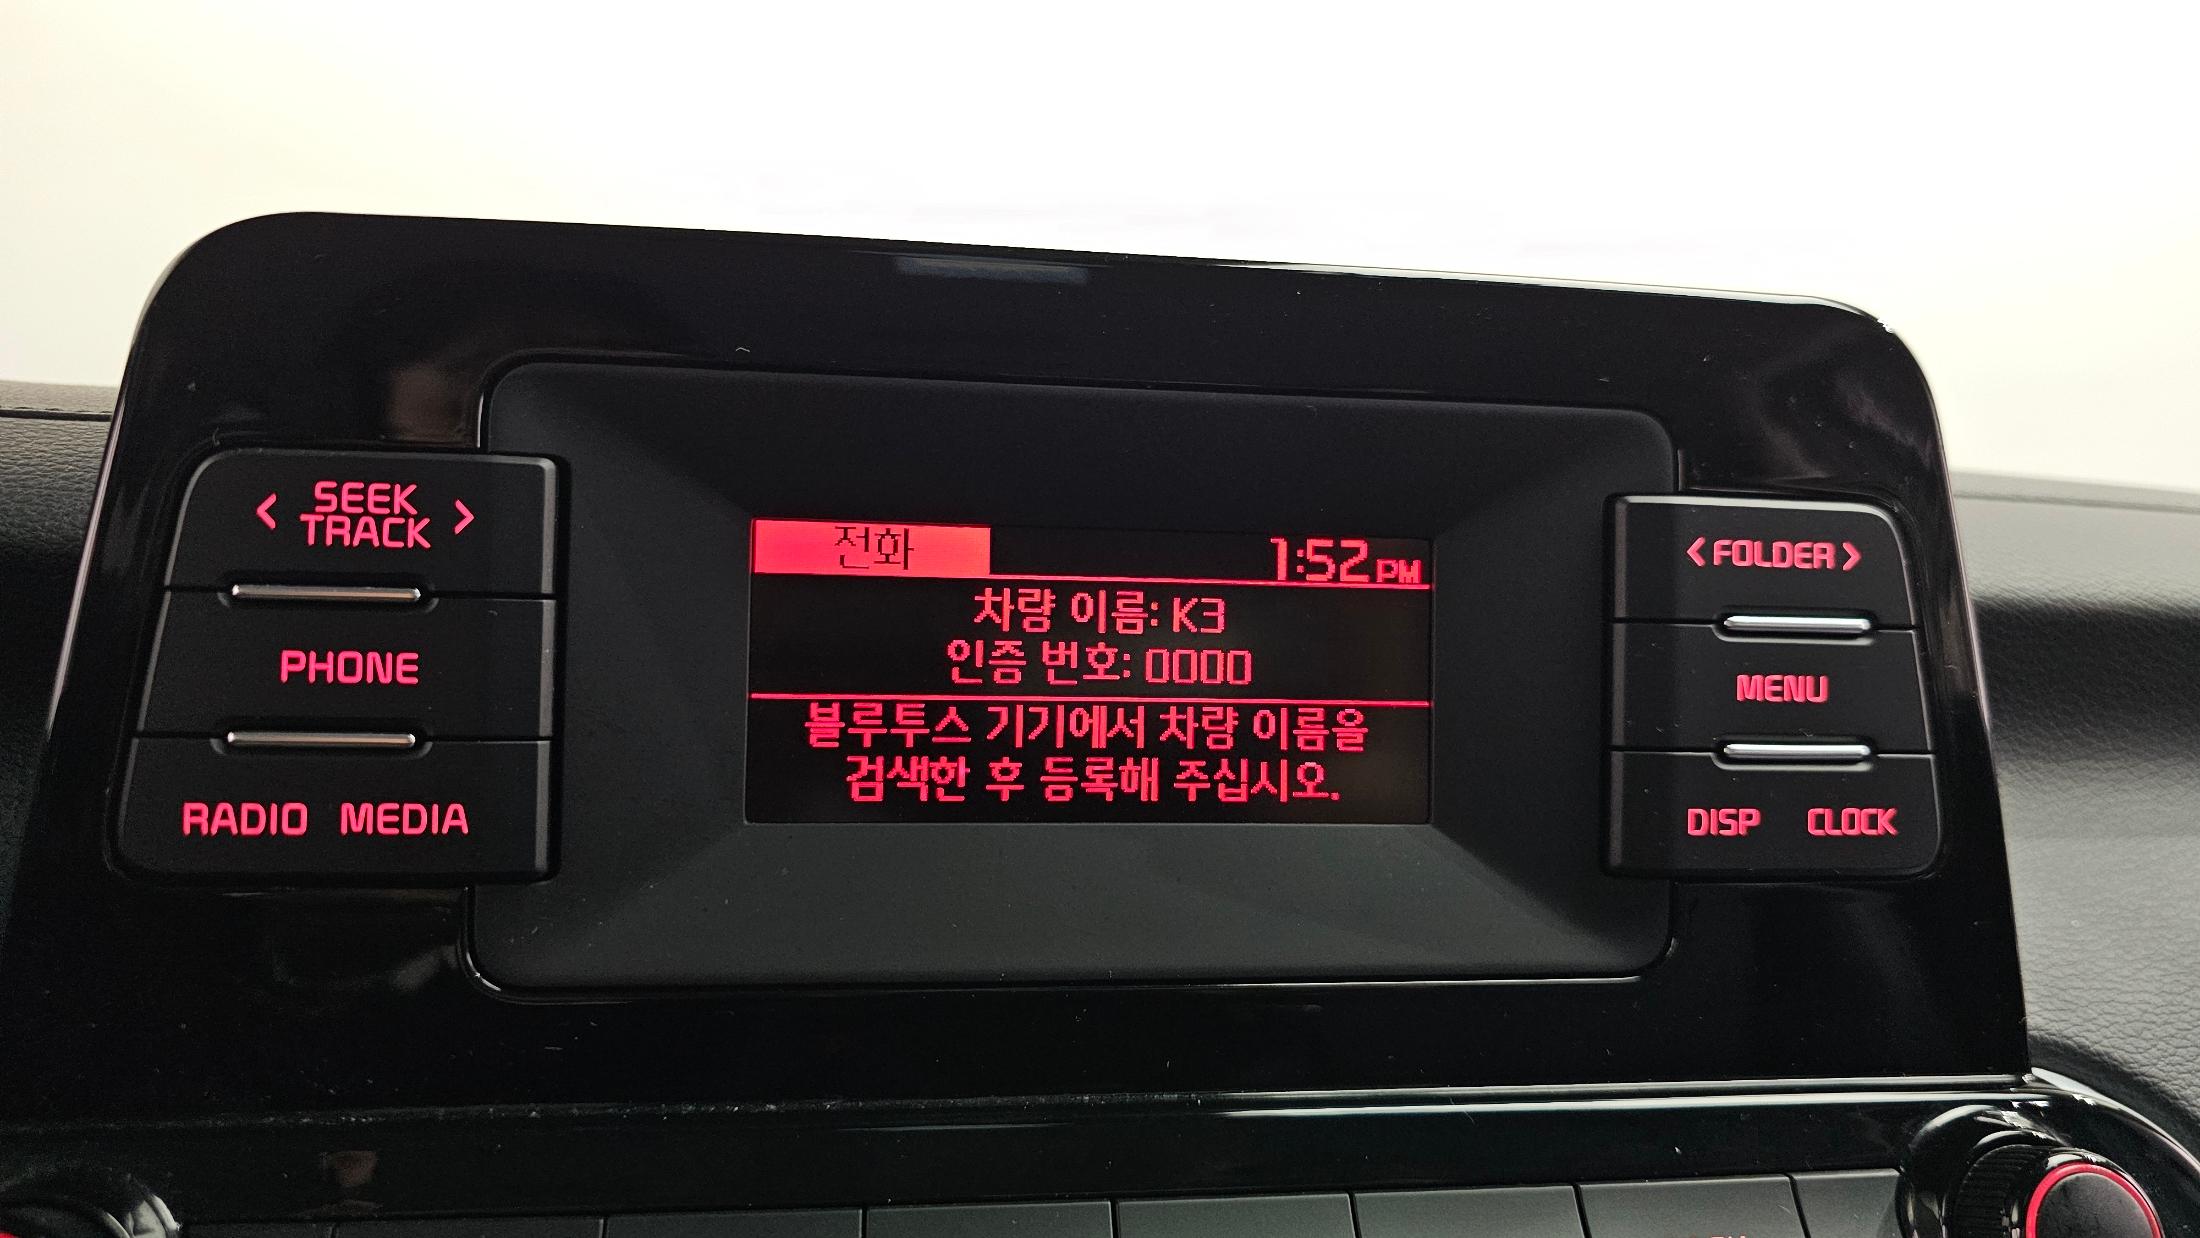 < SEEK TRACK >
PHONE
RADIO MEDIA
전화 1:52 PM
차량 이름: K3
인증 번호: 0000
블루투스 기기에서 차량 이름을
검색한 후 등록해 주십시오.
< FOLDER >
MENU
DISP CLOCK